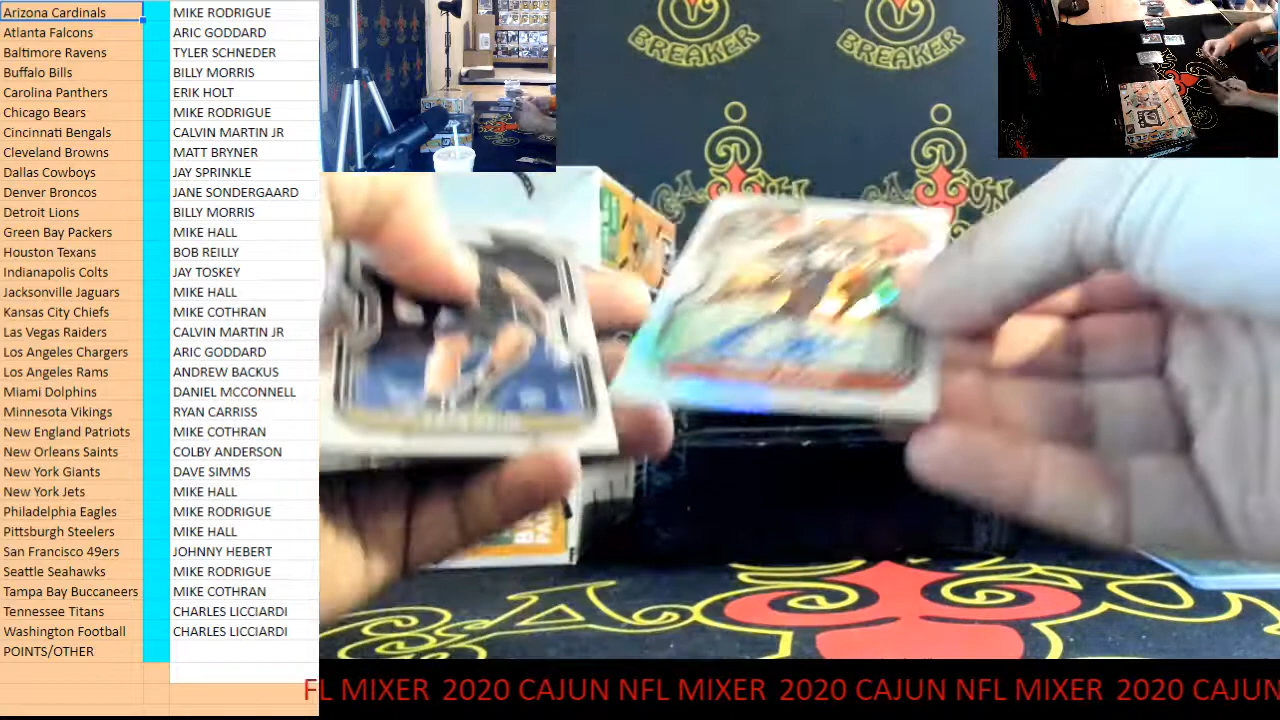 Arizona Cardinals MIKE RODRIGUE
Atlanta Falcons ARIC GODDARD
Baltimore Ravens TYLER SCHNEDER
Buffalo Bills BILLY MORRIS
Carolina Panthers ERIK HOLT
Chicago Bears MIKE RODRIGUE
Cincinnati Bengals CALVIN MARTIN JR
Cleveland Browns MATT BRYNER
Dallas Cowboys JAY SPRINKLE
Denver Broncos JANE SONDERGAARD
Detroit Lions BILLY MORRIS
Green Bay Packers MIKE HALL
Houston Texans BOB REILLY
Indianapolis Colts JAY TOSKEY
Jacksonville Jaguars MIKE HALL
Kansas City Chiefs MIKE COTHRAN
Las Vegas Raiders CALVIN MARTIN JR
Los Angeles Chargers ARIC GODDARD
Los Angeles Rams ANDREW BACKUS
Miami Dolphins DANIEL MCCONNELL
Minnesota Vikings RYAN CARRISS
New England Patriots MIKE COTHRAN
New Orleans Saints COLBY ANDERSON
New York Giants DAVE SIMMS
New York Jets MIKE HALL
Philadelphia Eagles MIKE RODRIGUE
Pittsburgh Steelers MIKE HALL
San Francisco 49ers JOHNNY HEBERT
Seattle Seahawks MIKE RODRIGUE
Tampa Bay Buccaneers MIKE COTHRAN
Tennessee Titans CHARLES LICCIARDI
Washington Football CHARLES LICCIARDI
POINTS/OTHER
BREAKER BREAKER
CAJUN CAJUN
FL MIXER 2020 CAJUN NFL MIXER 2020 CAJUN NFL MIXER 2020 CAJUN